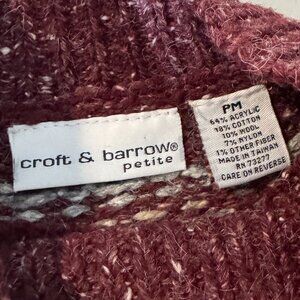 croft & barrow®
petite
PM
64% ACRYLIC
18% COTTON
10% WOOL
7% NYLON
1% OTHER FIBER
MADE IN TAIWAN
RN 73277
CARE ON REVERSE